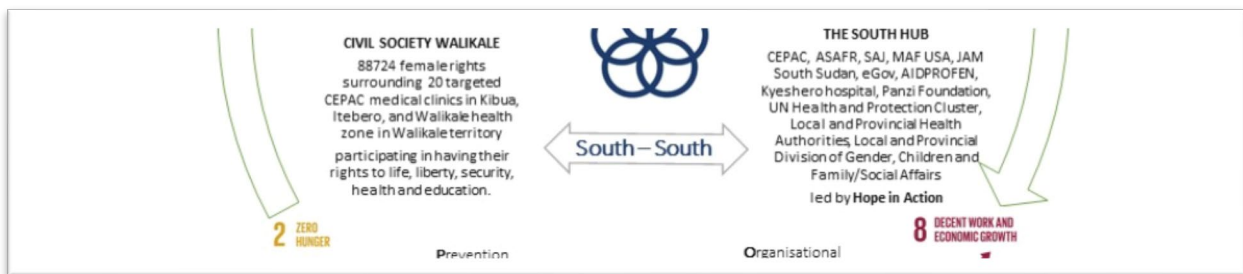 CIVIL SOCIETY WALIKALE
88724 female rights
surrounding 20 targeted
CEPAC medical clinics in Kibua,
Itebero, and Walikale health
zone in Walikale territory
participating in having their
rights to life, liberty, security,
health and education.
2 ZERO
HUNGER
Prevention
South – South
THE SOUTH HUB
CEPAC, ASAFR, SAJ, MAF USA, JAM
South Sudan, eGov, AIDPROFEN,
Kyeshero hospital, Panzi Foundation,
UN Health and Protection Cluster,
Local and Provincial Health
Authorities, Local and Provincial
Division of Gender, Children and
Family/Social Affairs
led by Hope in Action
8 DECENT WORK AND
ECONOMIC GROWTH
Organisational